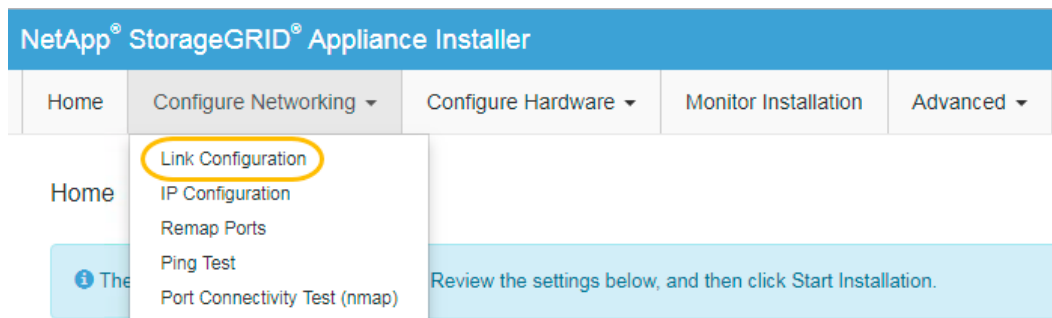 NetApp® StorageGRID® Appliance Installer
Home Configure Networking Configure Hardware Monitor Installation Advanced
Link Configuration
Home IP Configuration
Remap Ports
Ping Test
The Review the settings below, and then click Start Installation.
Port Connectivity Test (nmap)